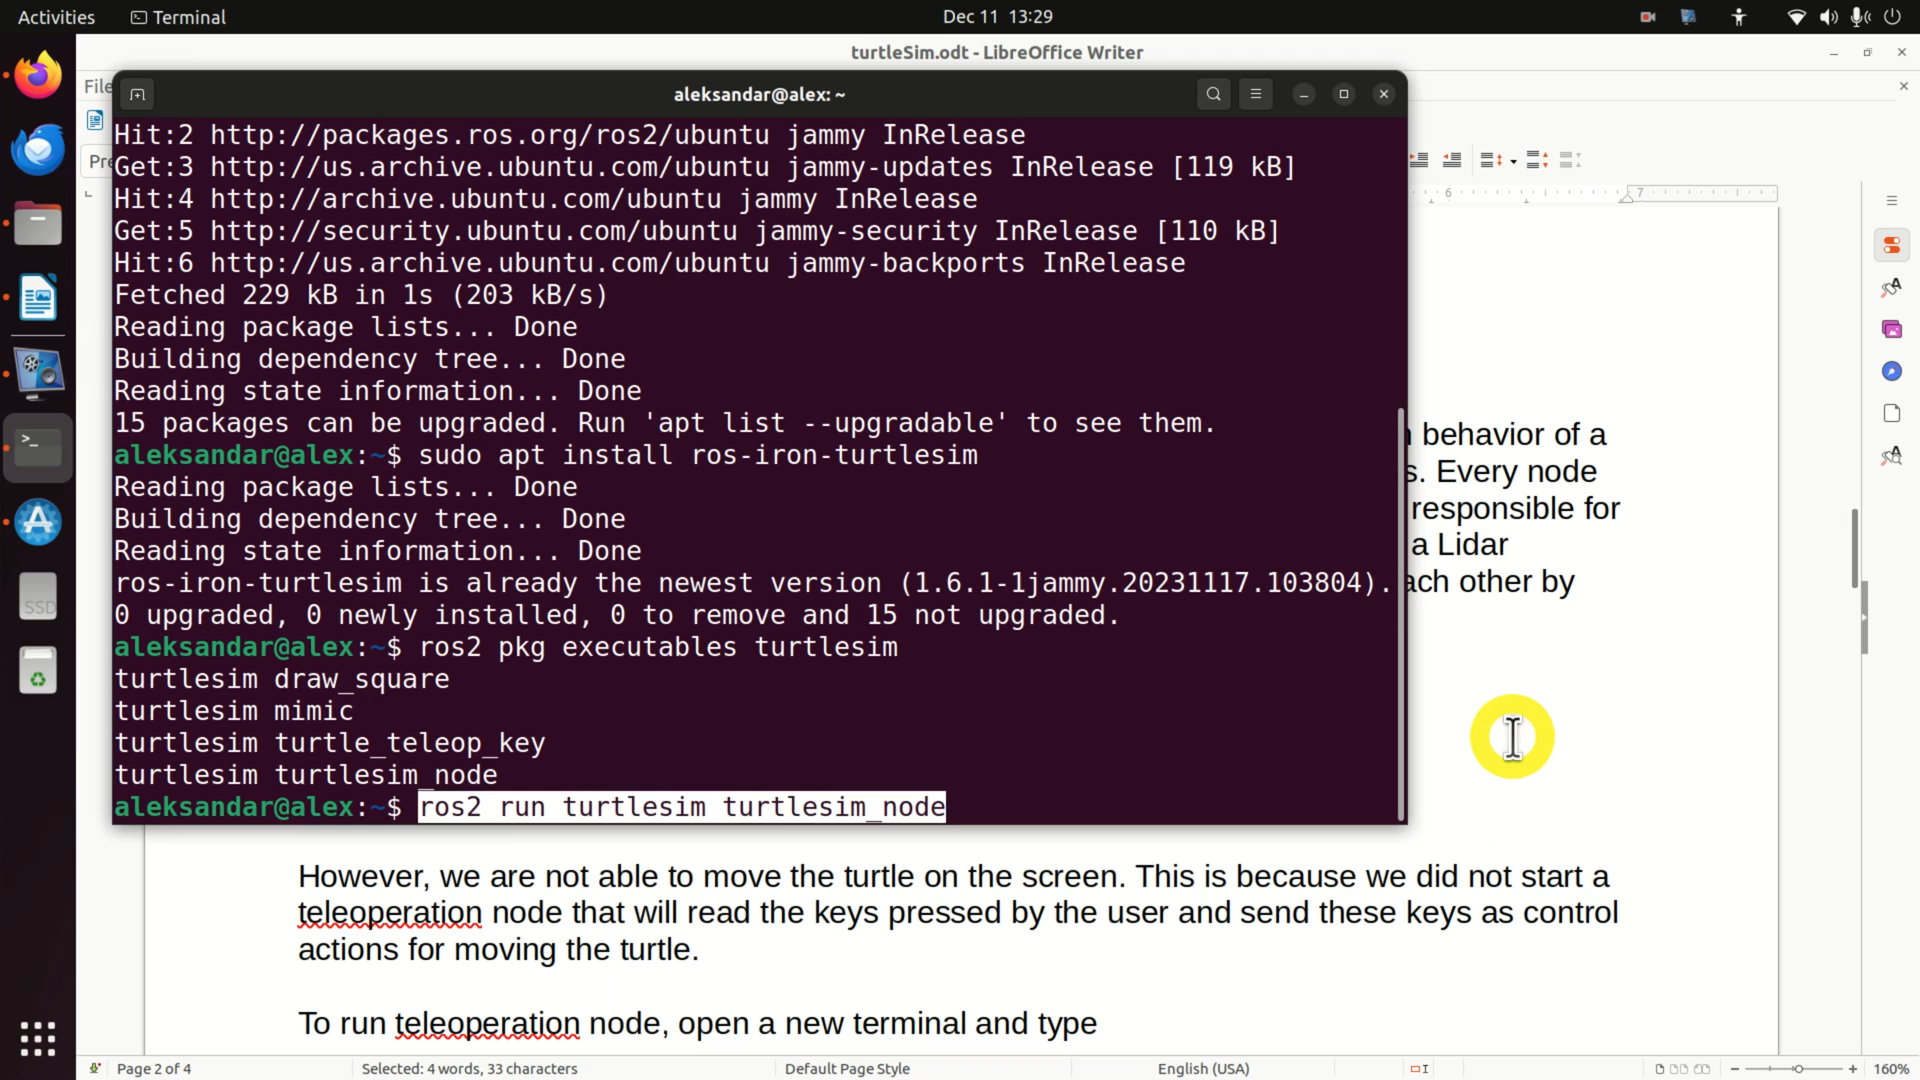 Activities
Terminal
Dec 11 13:29
turtleSim.odt - LibreOffice Writer
File
aleksandar@alex: ~
Hit:2 http://packages.ros.org/ros2/ubuntu jammy InRelease
Get:3 http://us.archive.ubuntu.com/ubuntu jammy-updates InRelease [119 kB]
Hit:4 http://archive.ubuntu.com/ubuntu jammy InRelease
Get:5 http://security.ubuntu.com/ubuntu jammy-security InRelease [110 kB]
Hit:6 http://us.archive.ubuntu.com/ubuntu jammy-backports InRelease
Fetched 229 kB in 1s (203 kB/s)
Reading package lists... Done
Building dependency tree... Done
Reading state information... Done
15 packages can be upgraded. Run 'apt list --upgradable' to see them.
aleksandar@alex:~$ sudo apt install ros-iron-turtlesim
Reading package lists... Done
Building dependency tree... Done
Reading state information... Done
ros-iron-turtlesim is already the newest version (1.6.1-1jammy.20231117.103804).
0 upgraded, 0 newly installed, 0 to remove and 15 not upgraded.
aleksandar@alex:~$ ros2 pkg executables turtlesim
turtlesim draw_square
turtlesim mimic
turtlesim turtle_teleop_key
turtlesim turtlesim_node
aleksandar@alex:~$ ros2 run turtlesim turtlesim_node
Pre
6
7
behavior of a
s. Every node
responsible for
a Lidar
ach other by
SSD
However, we are not able to move the turtle on the screen. This is because we did not start a
teleoperation node that will read the keys pressed by the user and send these keys as control
actions for moving the turtle.
To run teleoperation node, open a new terminal and type
Page 2 of 4
Selected: 4 words, 33 characters
Default Page Style
English (USA)
160%